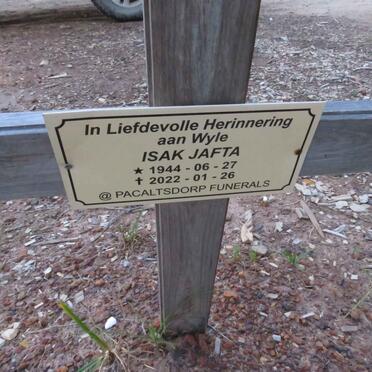 In Liefdevolle Herinnering
aan Wyle
ISAK JAFTA
★ 1944 - 06 - 27
✝ 2022 - 01 - 26
@ PACALTSDORP FUNERALS